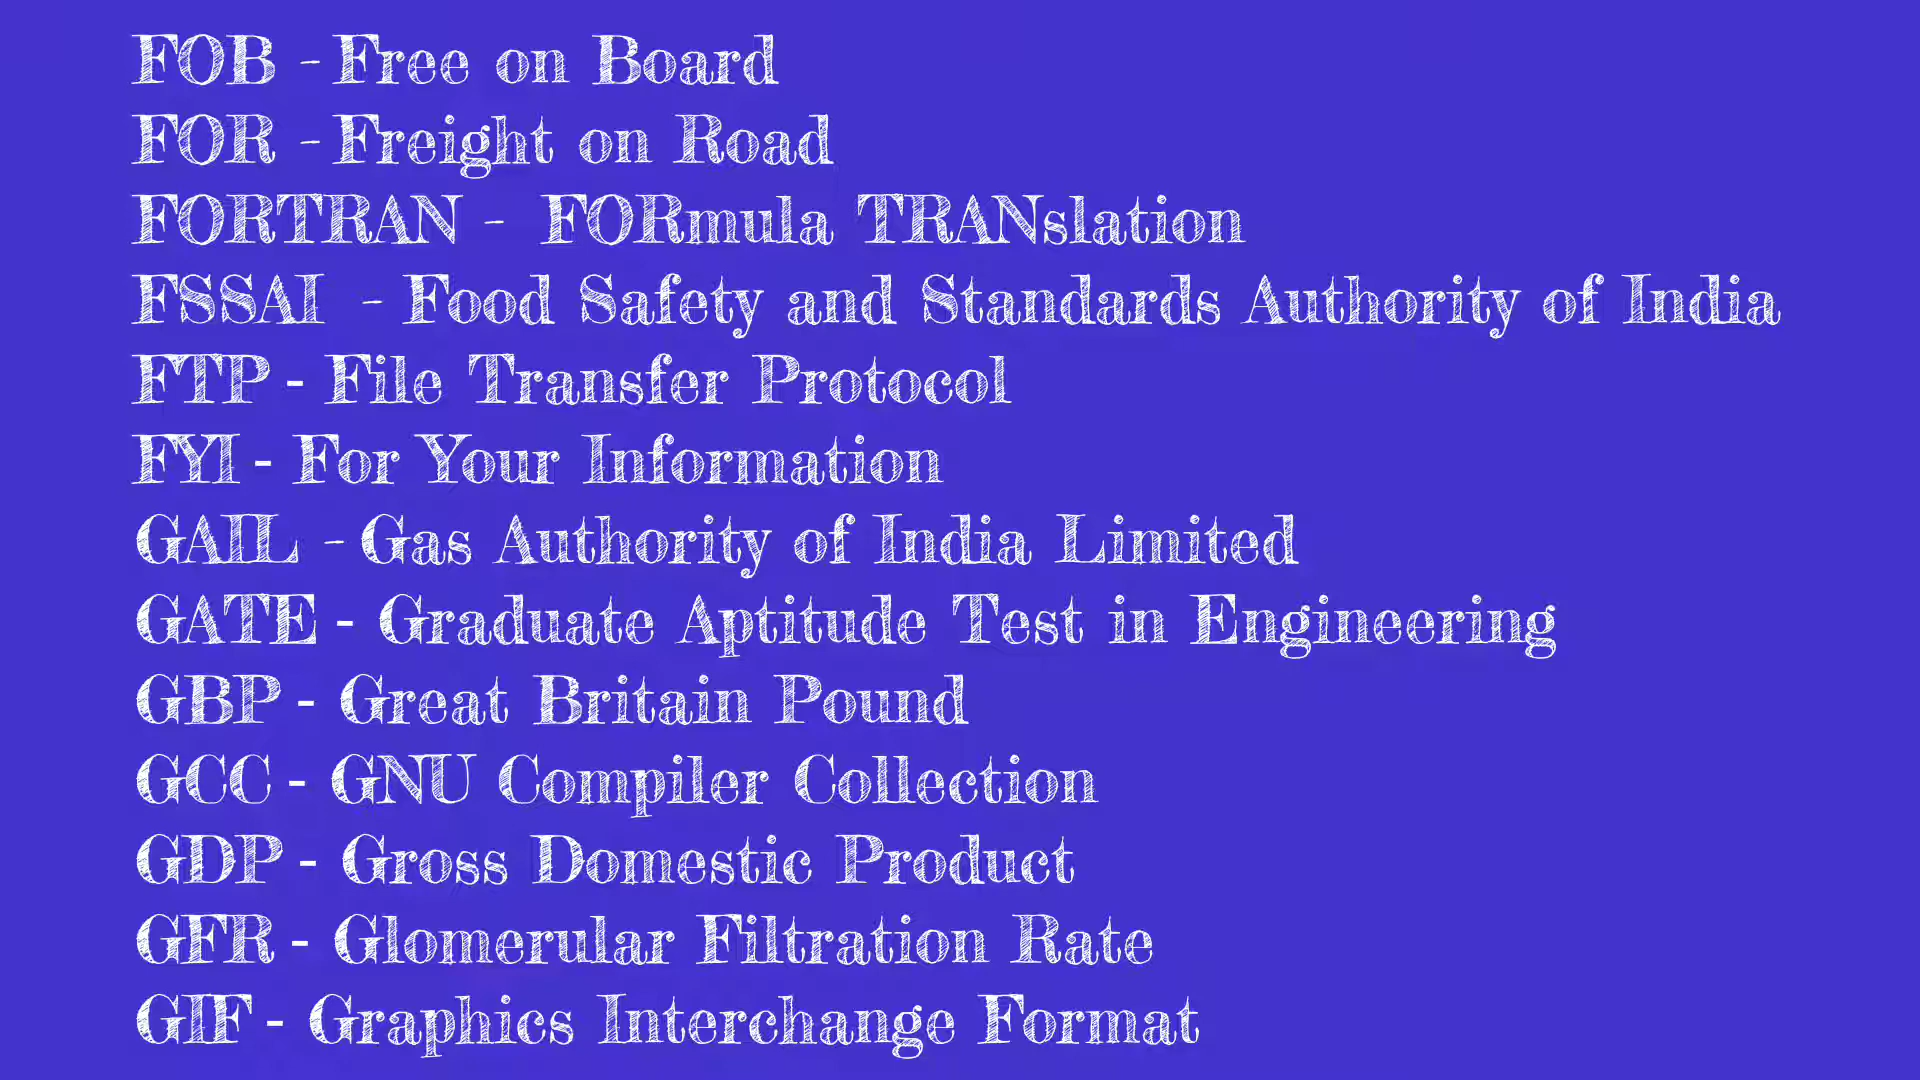 FOB - Free on Board
FOR - Freight on Road
FORTRAN - FORmula TRANslation
FSSAI - Food Safety and Standards Authority of India
FTP - File Transfer Protocol
FYI - For Your Information
GAIL - Gas Authority of India Limited
GATE - Graduate Aptitude Test in Engineering
GBP - Great Britain Pound
GCC - GNU Compiler Collection
GDP - Gross Domestic Product
GFR - Glomerular Filtration Rate
GIF - Graphics Interchange Format